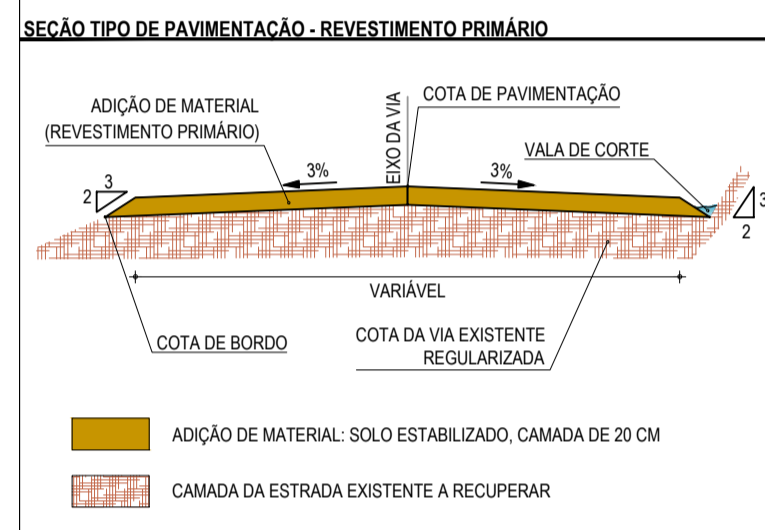 SEÇÃO TIPO DE PAVIMENTAÇÃO - REVESTIMENTO PRIMÁRIO
ADIÇÃO DE MATERIAL
(REVESTIMENTO PRIMÁRIO)
EIXO DA VIA
COTA DE PAVIMENTAÇÃO
VALA DE CORTE
3%
3%
3
2
3
2
VARIÁVEL
COTA DE BORDO
COTA DA VIA EXISTENTE
REGULARIZADA
ADIÇÃO DE MATERIAL: SOLO ESTABILIZADO, CAMADA DE 20 CM
CAMADA DA ESTRADA EXISTENTE A RECUPERAR